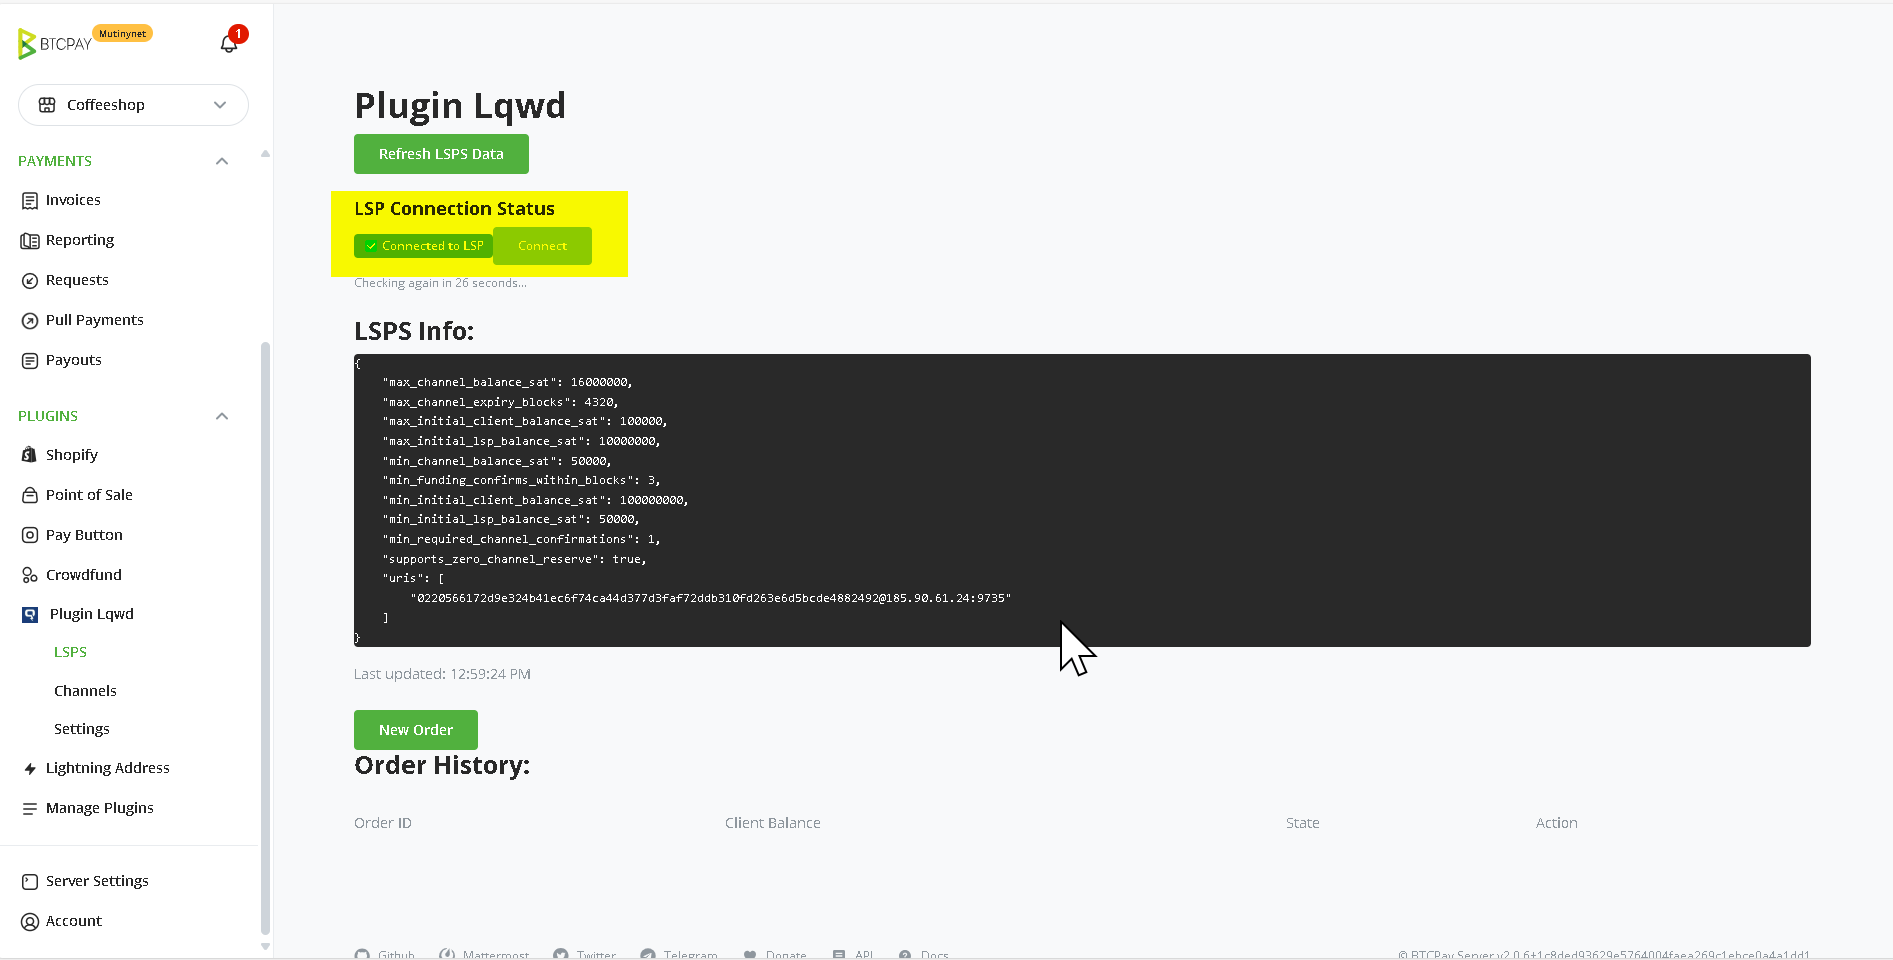 BTCPAY
Mutinynet
1
Coffeeshop
PAYMENTS
Invoices
Reporting
Requests
Pull Payments
Payouts
PLUGINS
Shopify
Point of Sale
Pay Button
Crowdfund
Plugin Lqwd
LSPS
Channels
Settings
Lightning Address
Manage Plugins
Server Settings
Account
Plugin Lqwd
Refresh LSPS Data
LSP Connection Status
✓ Connected to LSP
Connect
Checking again in 26 seconds...
LSPS Info:
{
"max_channel_balance_sat": 16000000,
"max_channel_expiry_blocks": 4320,
"max_initial_client_balance_sat": 100000,
"max_initial_lsp_balance_sat": 10000000,
"min_channel_balance_sat": 50000,
"min_funding_confirms_within_blocks": 3,
"min_initial_client_balance_sat": 100000000,
"min_initial_lsp_balance_sat": 50000,
"min_required_channel_confirmations": 1,
"supports_zero_channel_reserve": true,
"uris": [
"0220566172d9e324b41ec6f74ca44d377d3faf72ddb310fd263e6d5bcde4882492@185.90.61.24:9735"
]
}
Last updated: 12:59:24 PM
New Order
Order History:
Order ID Client Balance State Action
Github Mattermost Twitter Telegram Donate API Docs
© BTCPay Server v2.0.6+1c8ded93629e5764004faea269c1ebce0a4a1dd1